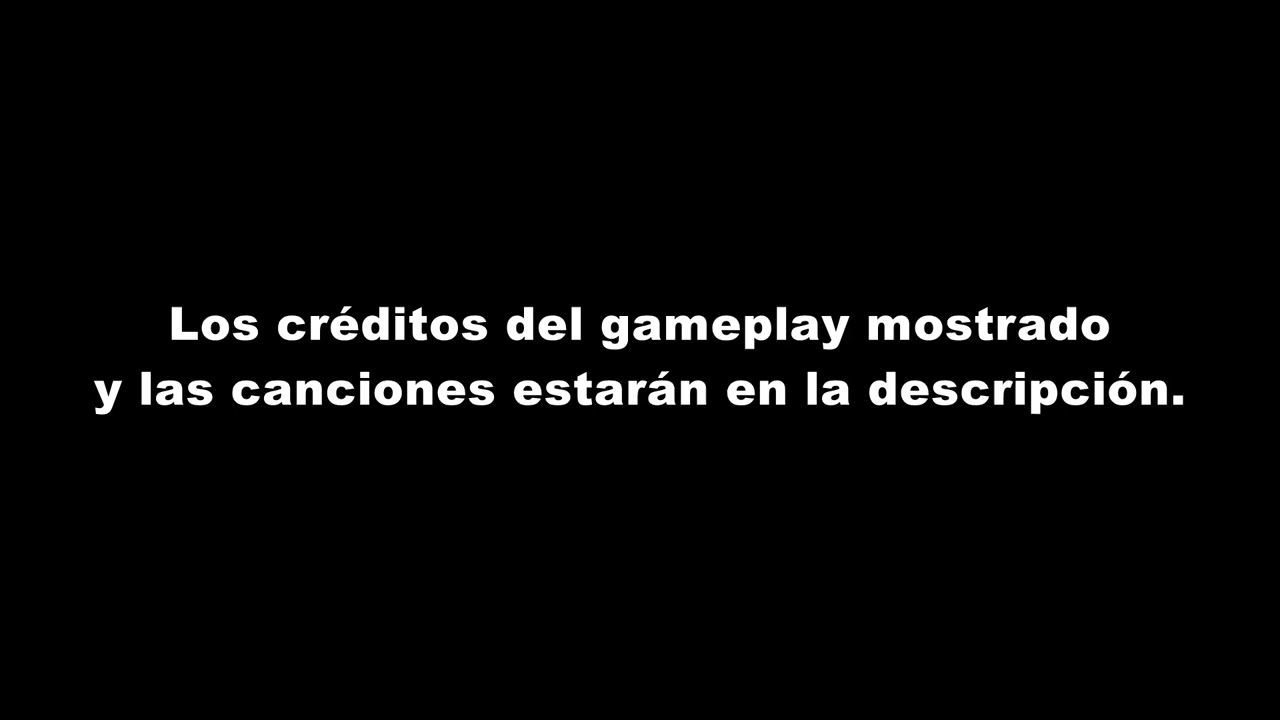 Los créditos del gameplay mostrado
y las canciones estarán en la descripción.